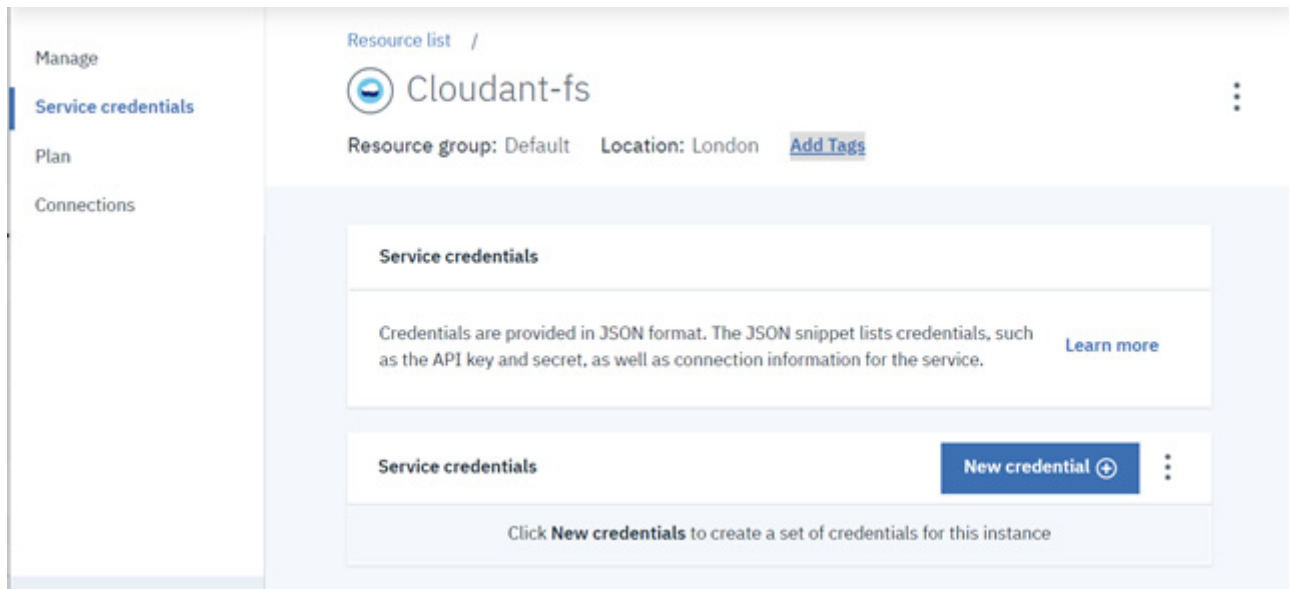 Manage
Service credentials
Plan
Connections
Resource list /
Cloudant-fs
Resource group: Default Location: London Add Tags
Service credentials
Credentials are provided in JSON format. The JSON snippet lists credentials, such
as the API key and secret, as well as connection information for the service.
Learn more
Service credentials
New credential
Click New credentials to create a set of credentials for this instance